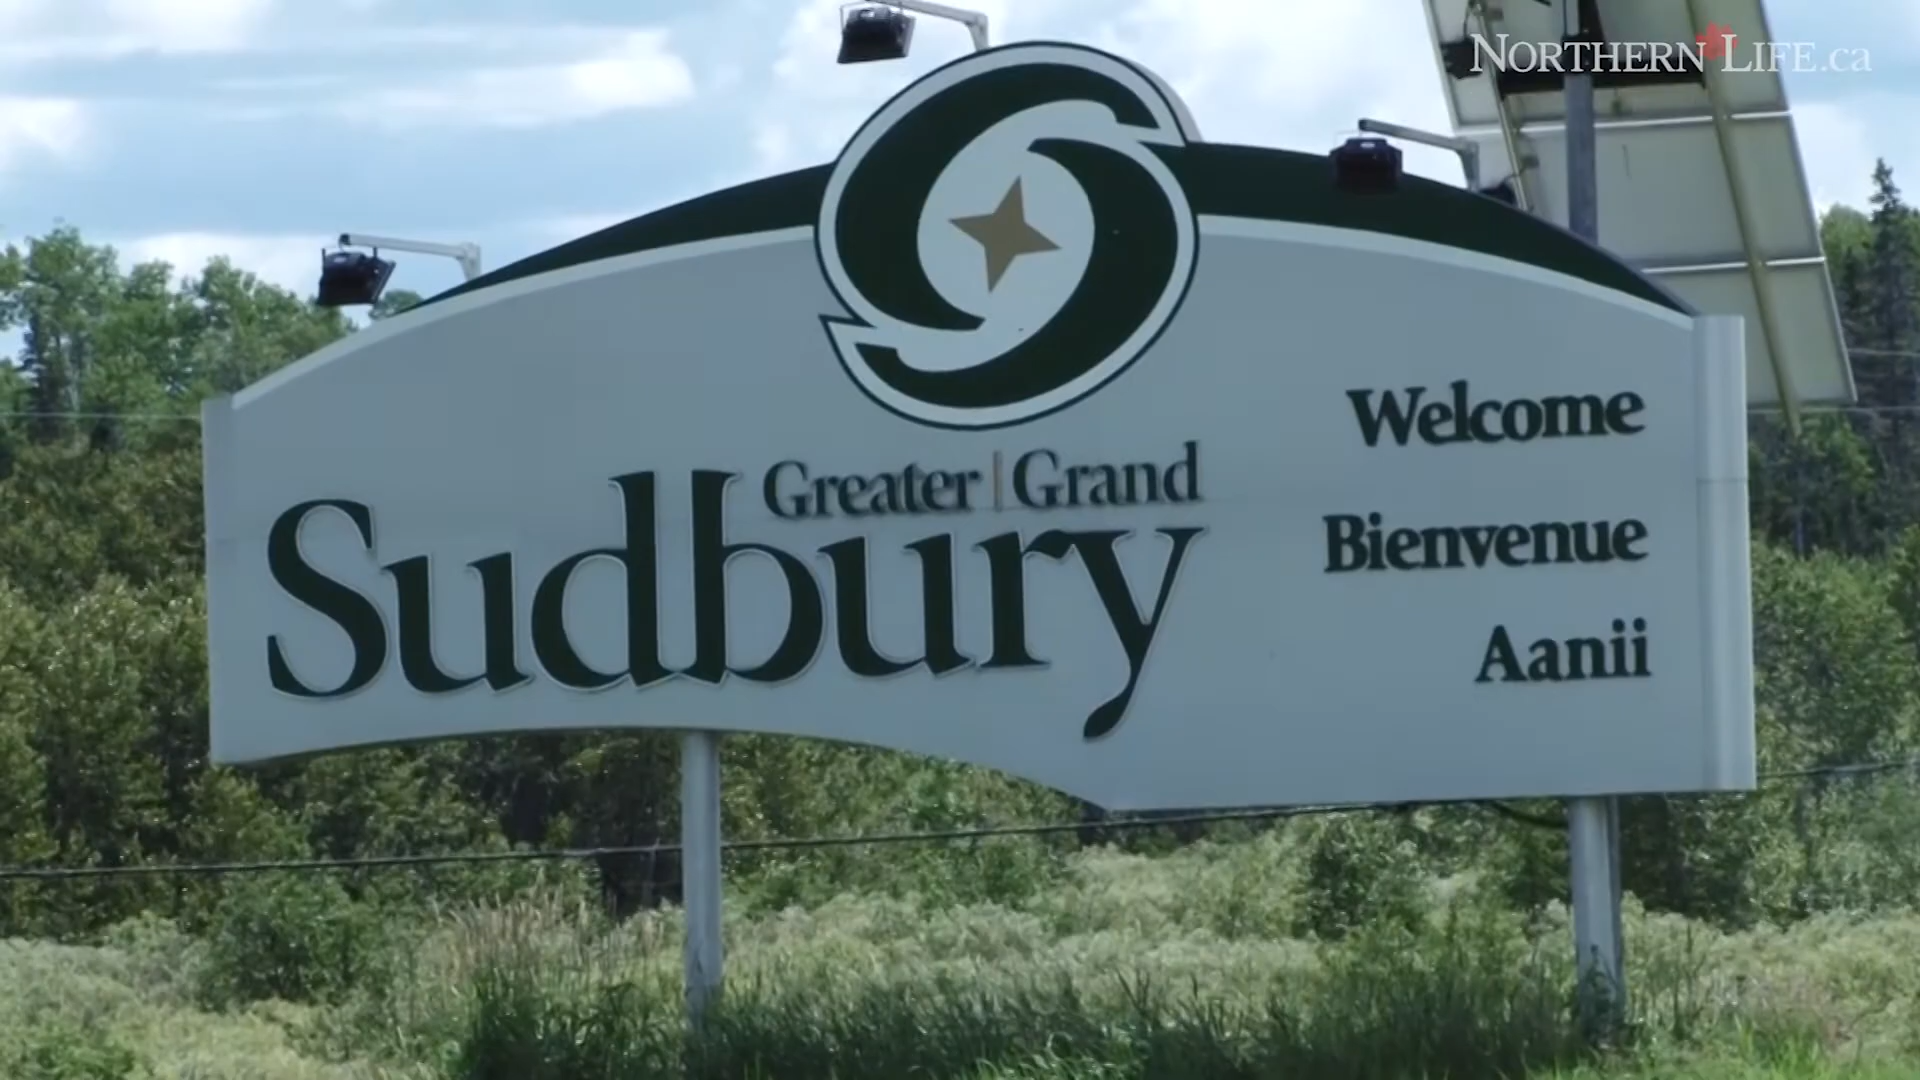 NORTHERN LIFE.ca
Greater | Grand
Sudbury
Welcome
Bienvenue
Aanii